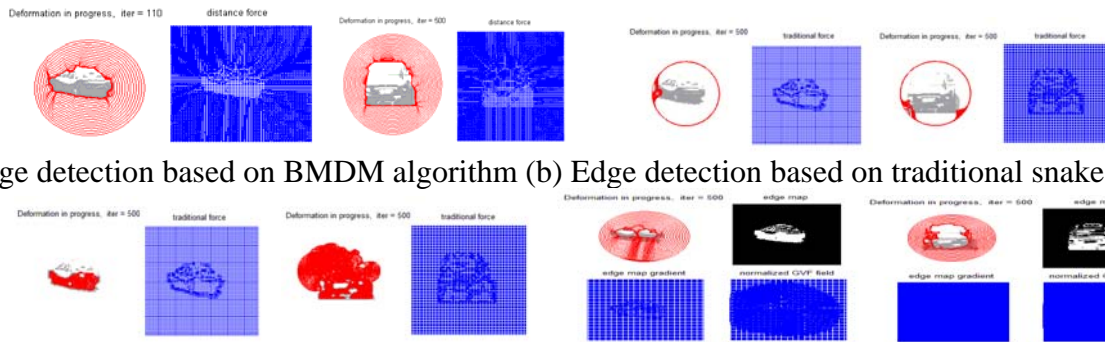 Deformation in progress, iter = 110
distance force
Deformation in progress, iter = 500
distance force
Deformation in progress, iter = 500
traditional force
Deformation in progress, iter = 500
traditional force
ge detection based on BMDM algorithm (b) Edge detection based on traditional snake
Deformation in progress, iter = 500
traditional force
Deformation in progress, iter = 500
traditional force
Deformation in progress, iter = 500
edge map
Deformation in progress, iter = 500
edge m
edge map gradient
normalized GVF field
edge map gradient
normalized G